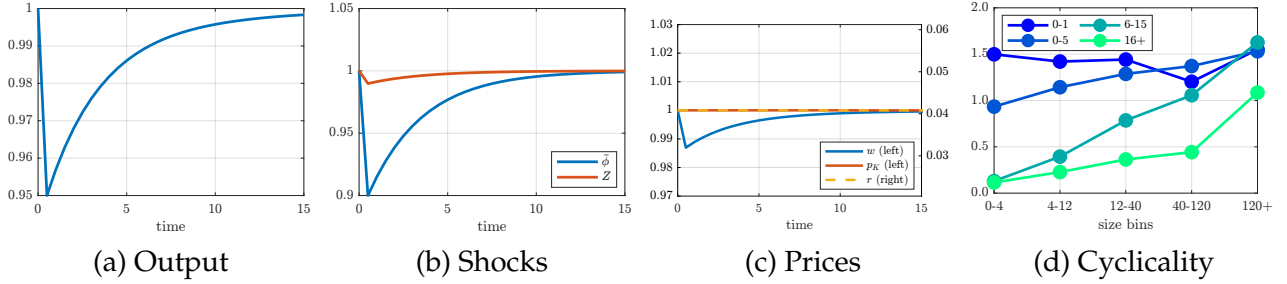 1
0.99
0.98
0.97
0.96
0.95
0 5 10 15
time
(a) Output
1.05
1
0.95
0.9
ϕ̄
Z
0 5 10 15
time
(b) Shocks
1.03
1.02
1.01
1
0.99
0.98
0.97
0.06
0.05
0.04
0.03
w (left)
p_K (left)
r (right)
0 5 10 15
time
(c) Prices
2.0
1.5
1.0
0.5
0.0
0-1 6-15
0-5 16+
0-4 4-12 12-40 40-120 120+
size bins
(d) Cyclicality